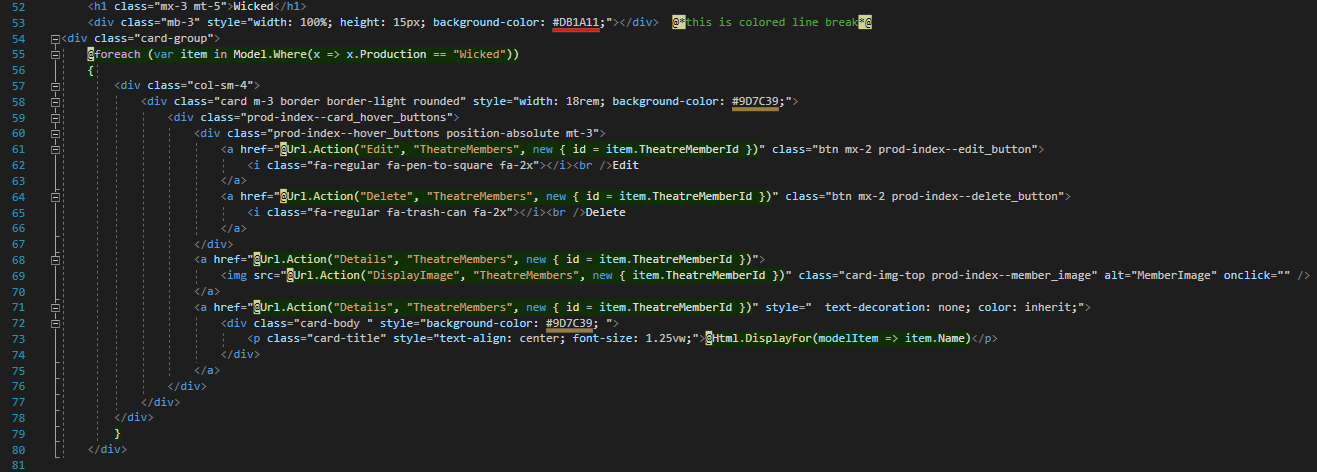 52 <h1 class="mx-3 mt-5">Wicked</h1>
53 <div class="mb-3" style="width: 100%; height: 15px; background-color: #DB1A11;"></div> @*this is colored line break*@
54 <div class="card-group">
55 @foreach (var item in Model.Where(x => x.Production == "Wicked"))
56 {
57 <div class="col-sm-4">
58 <div class="card m-3 border border-light rounded" style="width: 18rem; background-color: #9D7C39;">
59 <div class="prod-index--card_hover_buttons">
60 <div class="prod-index--hover_buttons position-absolute mt-3">
61 <a href="@Url.Action("Edit", "TheatreMembers", new { id = item.TheatreMemberId })" class="btn mx-2 prod-index--edit_button">
62 <i class="fa-regular fa-pen-to-square fa-2x"></i><br />Edit
63 </a>
64 <a href="@Url.Action("Delete", "TheatreMembers", new { id = item.TheatreMemberId })" class="btn mx-2 prod-index--delete_button">
65 <i class="fa-regular fa-trash-can fa-2x"></i><br />Delete
66 </a>
67 </div>
68 <a href="@Url.Action("Details", "TheatreMembers", new { id = item.TheatreMemberId })">
69 <img src="@Url.Action("DisplayImage", "TheatreMembers", new { item.TheatreMemberId })" class="card-img-top prod-index--member_image" alt="MemberImage" onclick="" />
70 </a>
71 <a href="@Url.Action("Details", "TheatreMembers", new { id = item.TheatreMemberId })" style="  text-decoration: none; color: inherit;">
72 <div class="card-body " style="background-color: #9D7C39; ">
73 <p class="card-title" style="text-align: center; font-size: 1.25vw;">@Html.DisplayFor(modelItem => item.Name)</p>
74 </div>
75 </a>
76 </div>
77 </div>
78 </div>
79 }
80 </div>
81